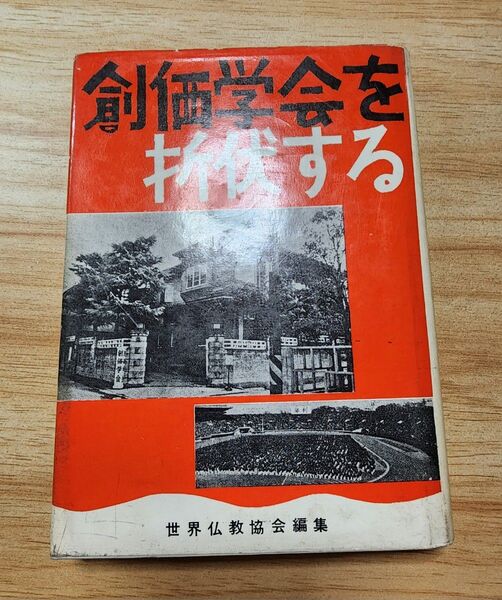 創価学会を
折伏する
世界仏教協会編集